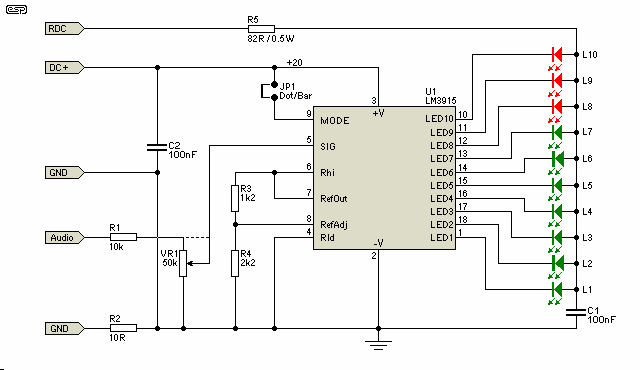 esp
RDC
R5
82R / 0.5W
DC+
+20
JP1
Dot/Bar
U1
LM3915
3
+V
9
MODE
5
SIG
6
Rhi
7
RefOut
8
RefAdj
4
Rld
-V
2
LED10
10
LED9
11
LED8
12
LED7
13
LED6
14
LED5
15
LED4
16
LED3
17
LED2
18
LED1
1
L10
L9
L8
L7
L6
L5
L4
L3
L2
L1
C2
100nF
GND
R3
1k2
Audio
R1
10k
VR1
50k
R4
2k2
GND
R2
10R
C1
100nF